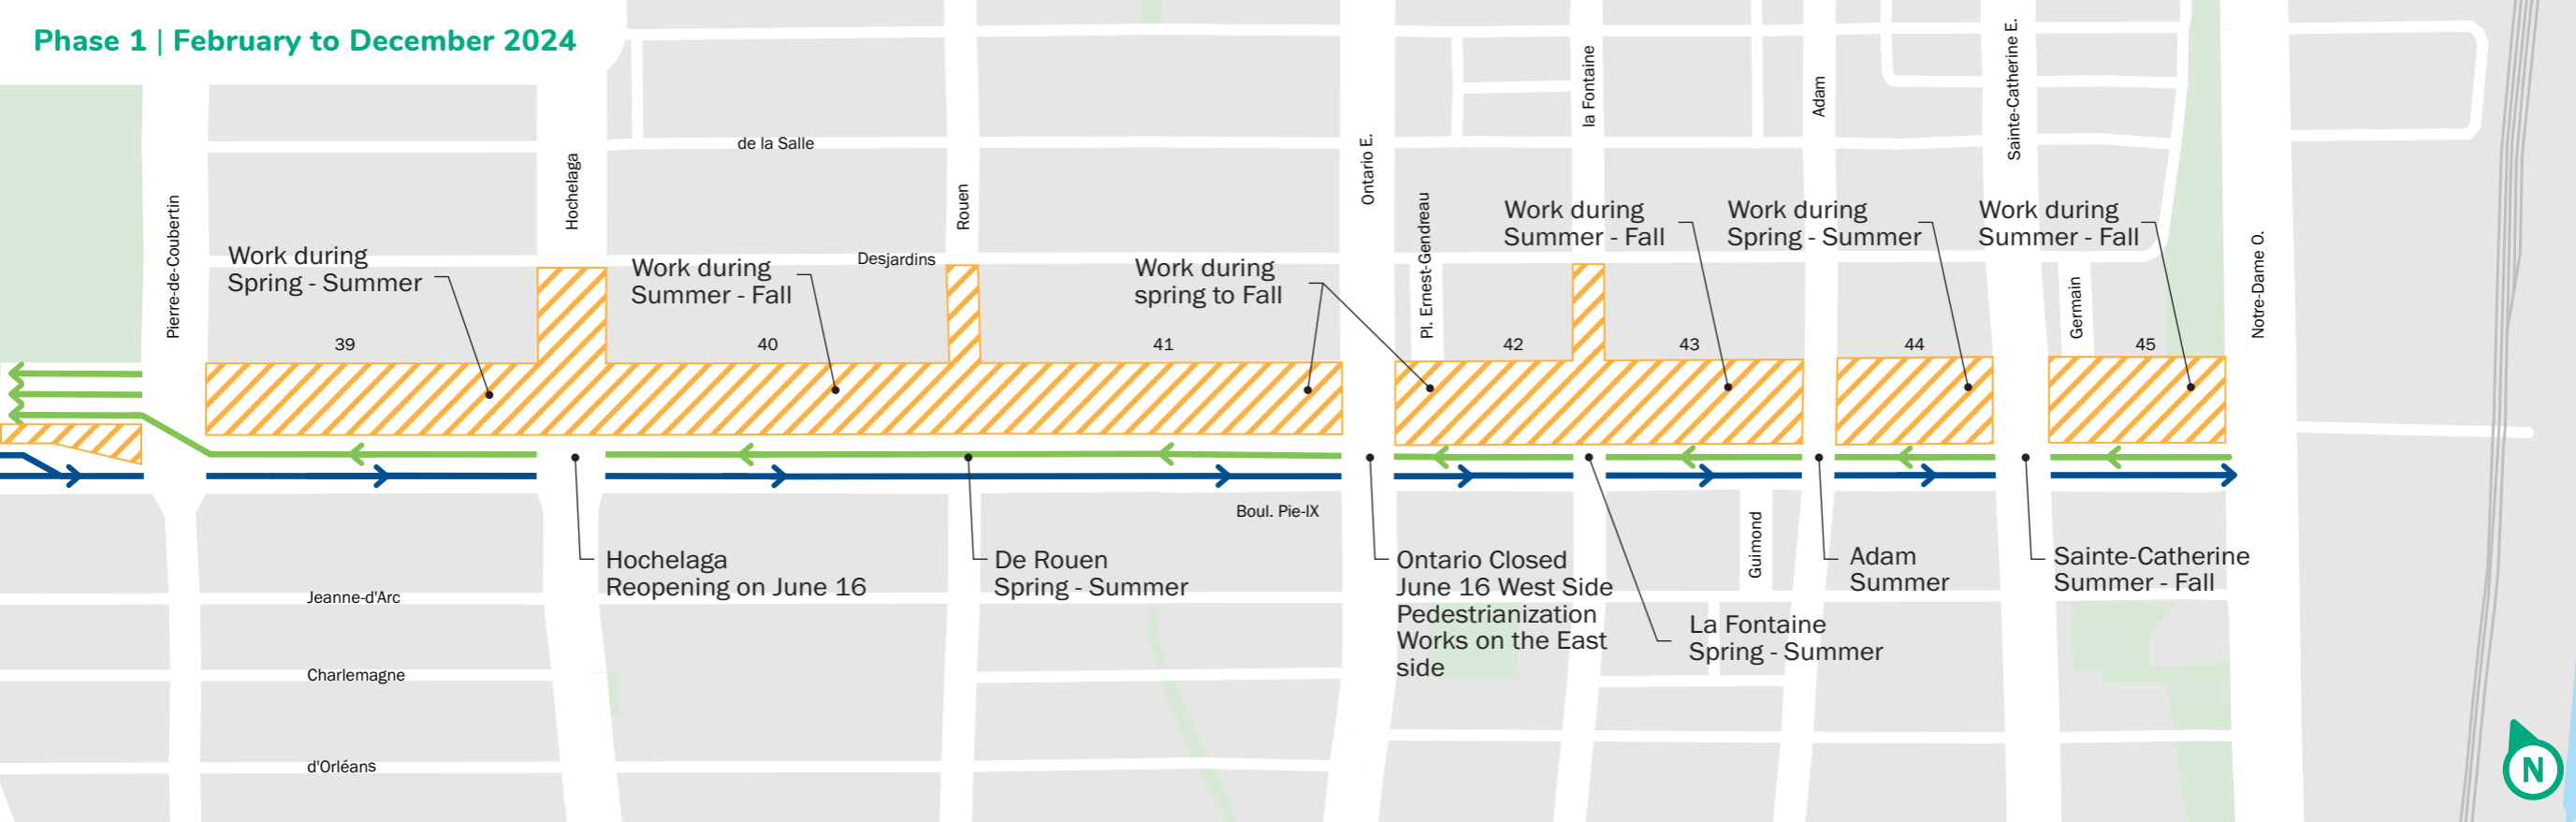 Phase 1 | February to December 2024
Pierre-de-Coubertin
Hochelaga
de la Salle
Rouen
Desjardins
Ontario E.
Pl. Ernest-Gendreau
la Fontaine
Adam
Sainte-Catherine E.
Germain
Notre-Dame O.
Work during
Spring - Summer
Work during
Summer - Fall
Work during
spring to Fall
Work during
Summer - Fall
Work during
Spring - Summer
Work during
Summer - Fall
39
40
41
42
43
44
45
Boul. Pie-IX
Guimond
Hochelaga
Reopening on June 16
De Rouen
Spring - Summer
Ontario Closed
June 16 West Side
Pedestrianization
Works on the East
side
La Fontaine
Spring - Summer
Adam
Summer
Sainte-Catherine
Summer - Fall
Jeanne-d'Arc
Charlemagne
d'Orléans
N